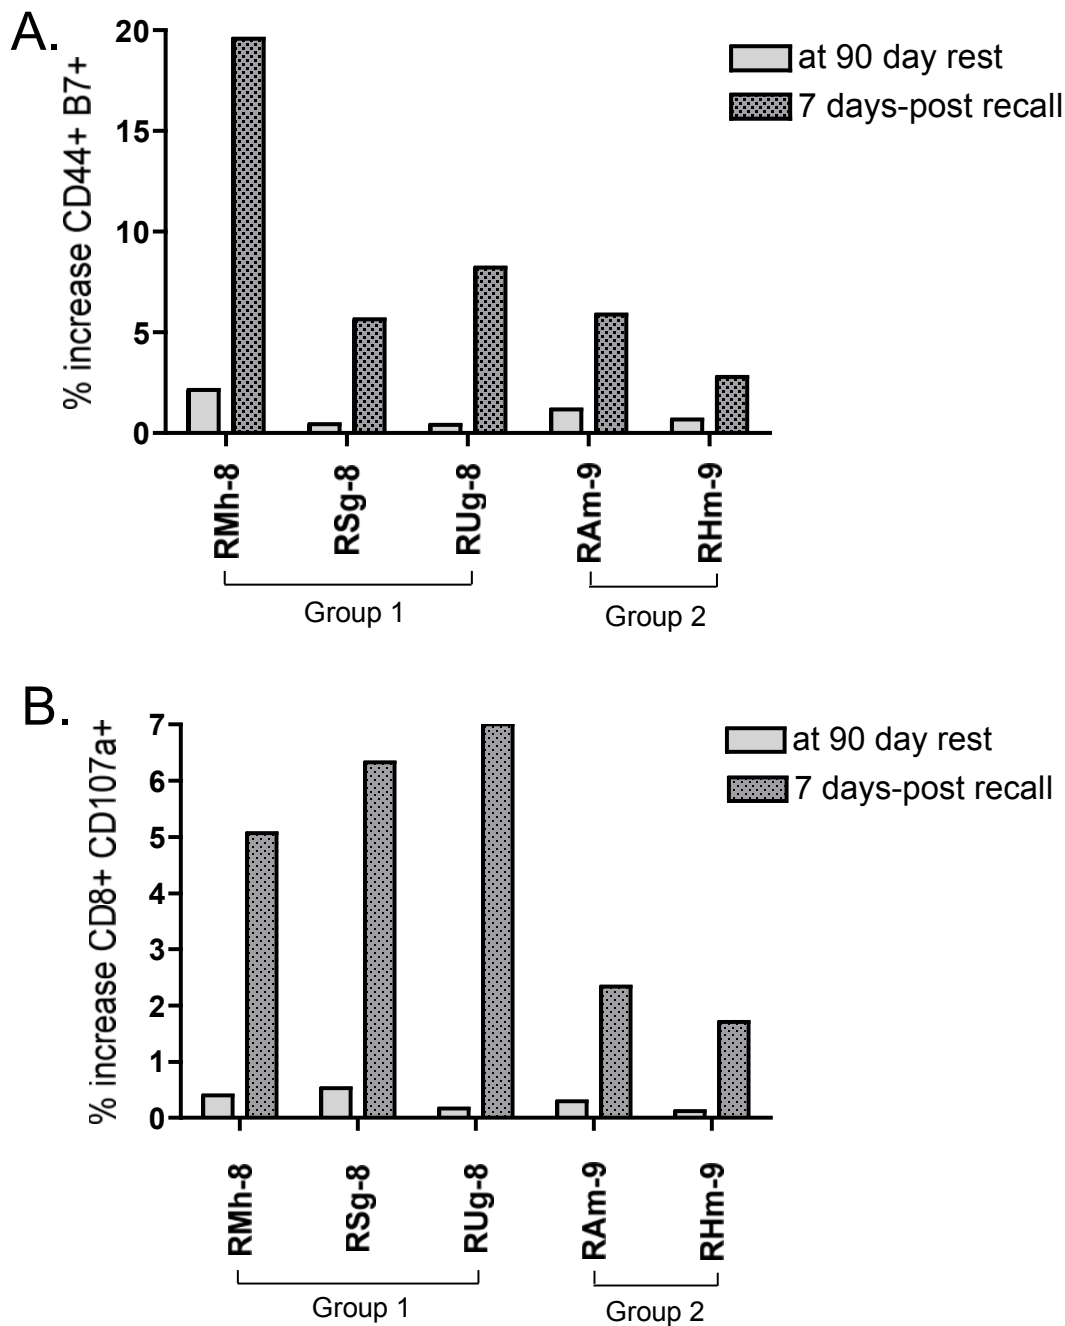 A.
% increase CD44+ B7+
20
15
10
5
0
at 90 day rest
7 days-post recall
RMh-8
RSg-8
RUg-8
RAm-9
RHm-9
Group 1
Group 2
B.
% increase CD8+ CD107a+
7
6
5
4
3
2
1
0
at 90 day rest
7 days-post recall
RMh-8
RSg-8
RUg-8
RAm-9
RHm-9
Group 1
Group 2